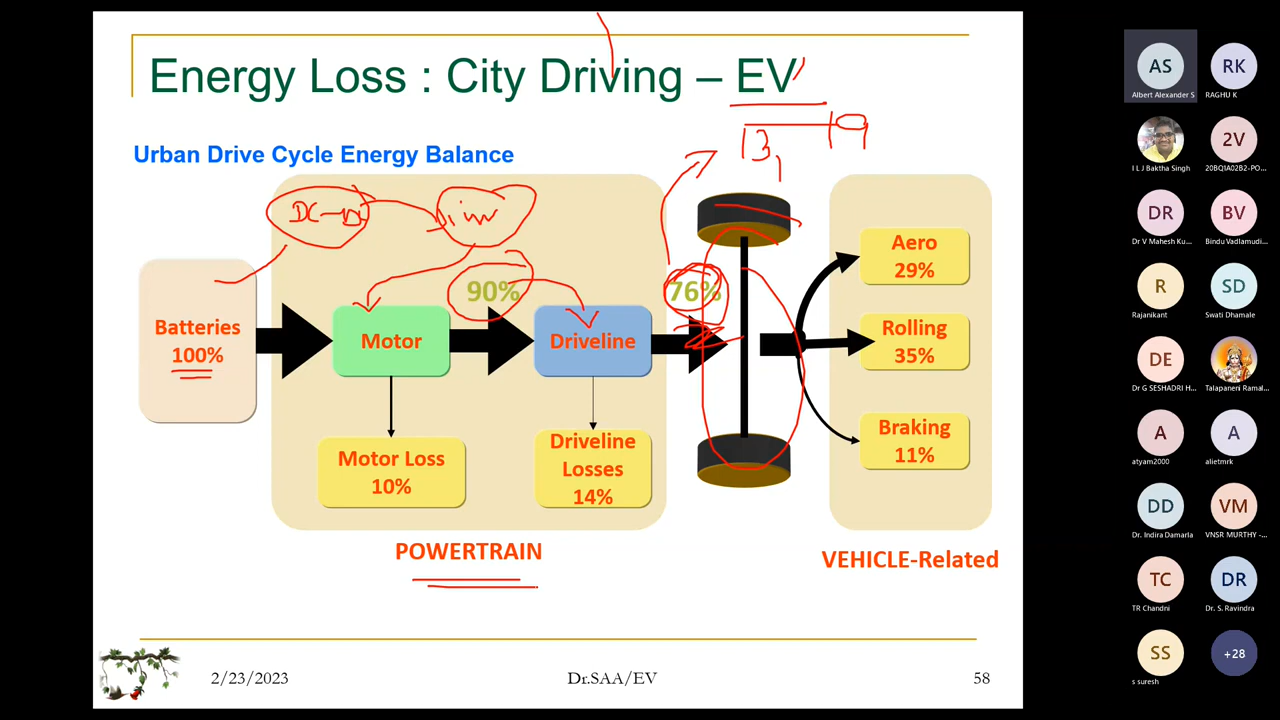 Energy Loss : City Driving – EV
13, 19
Urban Drive Cycle Energy Balance
inv
90%
76%
Batteries
100%
Motor
Driveline
Motor Loss
10%
Driveline
Losses
14%
Aero
29%
Rolling
35%
Braking
11%
POWERTRAIN
VEHICLE-Related
2/23/2023
Dr.SAA/EV
58
AS
Albert Alexander S
RK
RAGHU K
I L J Baktha Singh
2V
20BQ1A02B2-PO...
DR
Dr V Mahesh Ku...
BV
Bindu Vadlamudi...
R
Rajanikant
SD
Swati Dhamale
DE
Dr G SESHADRI H...
Talapaneni Ramal...
A
atyam2000
A
alietmrk
DD
Dr. Indira Damarla
VM
VNSR MURTHY -...
TC
TR Chandni
DR
Dr. S. Ravindra
SS
s suresh
+28